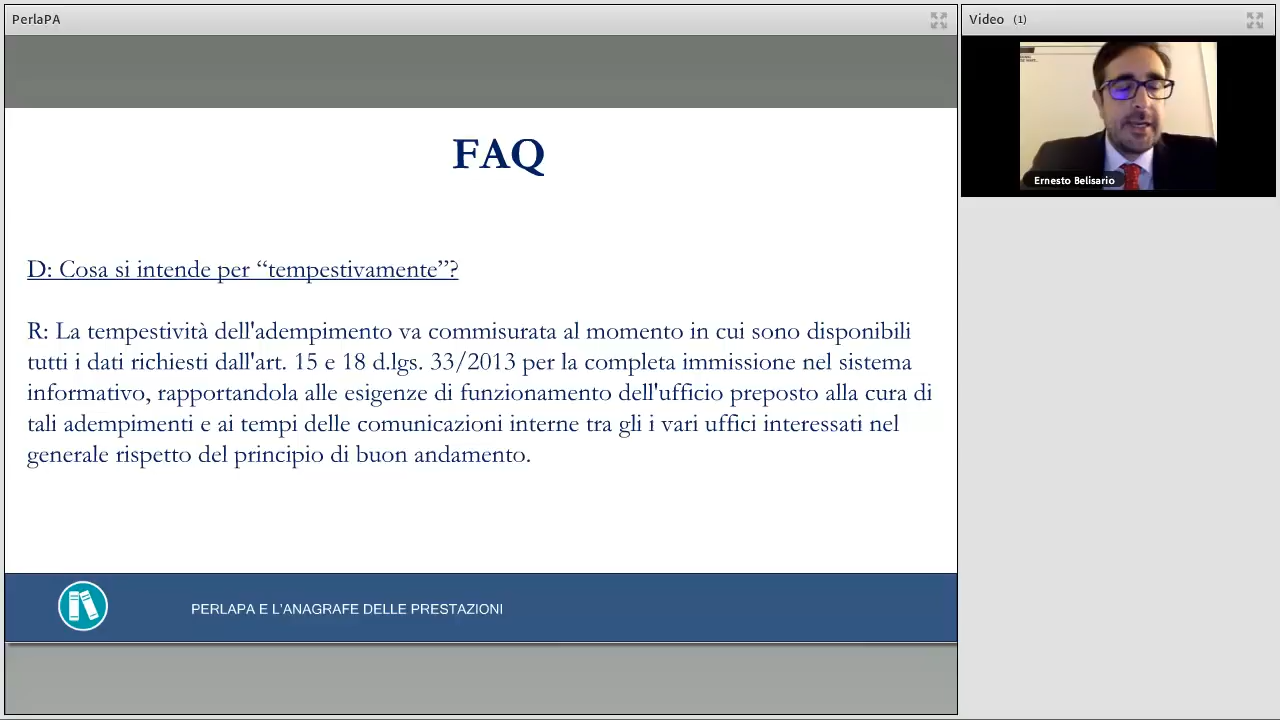 PerlaPA
Video (1)
Ernesto Belisario
FAQ
D: Cosa si intende per “tempestivamente”?
R: La tempestività dell'adempimento va commisurata al momento in cui sono disponibili
tutti i dati richiesti dall'art. 15 e 18 d.lgs. 33/2013 per la completa immissione nel sistema
informativo, rapportandola alle esigenze di funzionamento dell'ufficio preposto alla cura di
tali adempimenti e ai tempi delle comunicazioni interne tra gli i vari uffici interessati nel
generale rispetto del principio di buon andamento.
PERLAPA E L’ANAGRAFE DELLE PRESTAZIONI